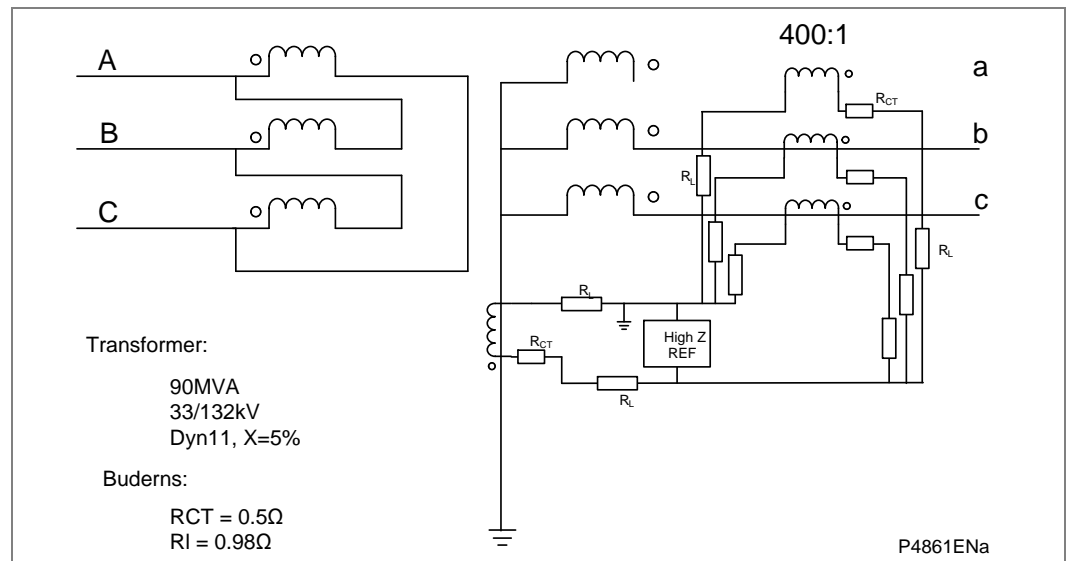 400:1
A
a
R_CT
B
b
R_L
C
c
R_L
R_L
High Z
REF
R_CT
R_L
Transformer:
90MVA
33/132kV
Dyn11, X=5%
Buderns:
RCT = 0.5Ω
RI = 0.98Ω
P4861ENa